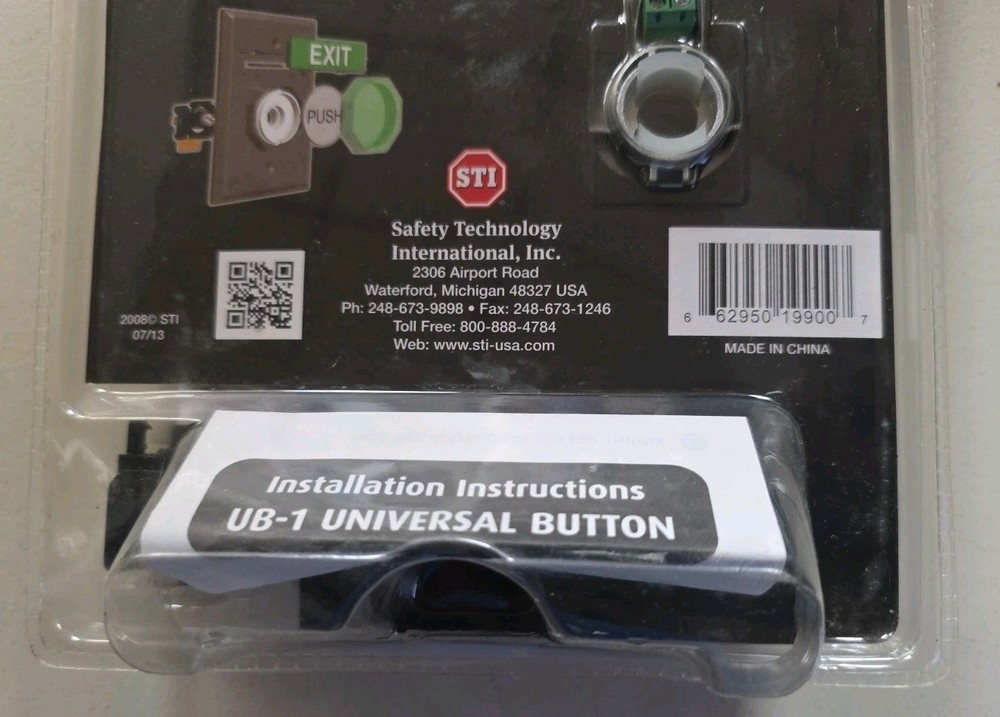 EXIT
PUSH
STI
Safety Technology
International, Inc.
2306 Airport Road
Waterford, Michigan 48327 USA
Ph: 248-673-9898 • Fax: 248-673-1246
Toll Free: 800-888-4784
Web: www.sti-usa.com
2008© STI
07/13
6 62950 19900 7
MADE IN CHINA
Installation Instructions
UB-1 UNIVERSAL BUTTON